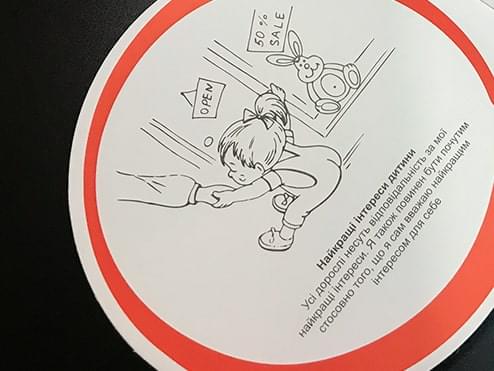 50 % SALE
OPEN
Найкращі інтереси дитини
Усі дорослі несуть відповідальність за мої
найкращі інтереси. Я також повинен бути почутим
стосовно того, що я сам вважаю найкращим
інтересом для себе